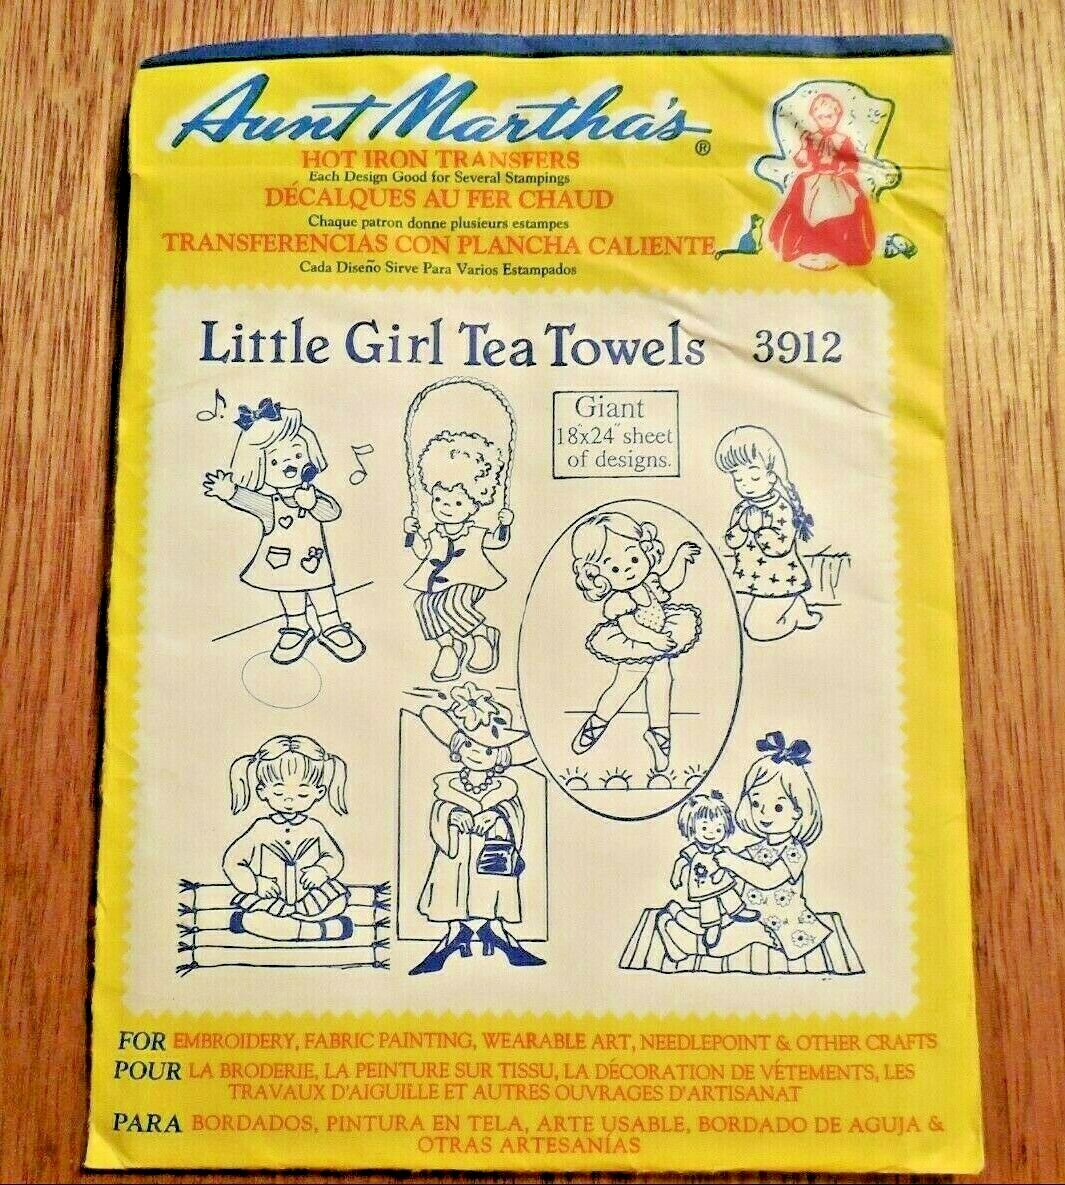 Aunt Martha's®
HOT IRON TRANSFERS
Each Design Good for Several Stampings
DÉCALQUES AU FER CHAUD
Chaque patron donne plusieurs estampes
TRANSFERENCIAS CON PLANCHA CALIENTE
Cada Diseño Sirve Para Varios Estampados
Little Girl Tea Towels 3912
Giant
18"x24" sheet
of designs.
FOR EMBROIDERY, FABRIC PAINTING, WEARABLE ART, NEEDLEPOINT & OTHER CRAFTS
POUR LA BRODERIE, LA PEINTURE SUR TISSU, LA DÉCORATION DE VÉTEMENTS, LES
TRAVAUX D'AIGUILLE ET AUTRES OUVRAGES D'ARTISANAT
PARA BORDADOS, PINTURA EN TELA, ARTE USABLE, BORDADO DE AGUJA &
OTRAS ARTESANÍAS